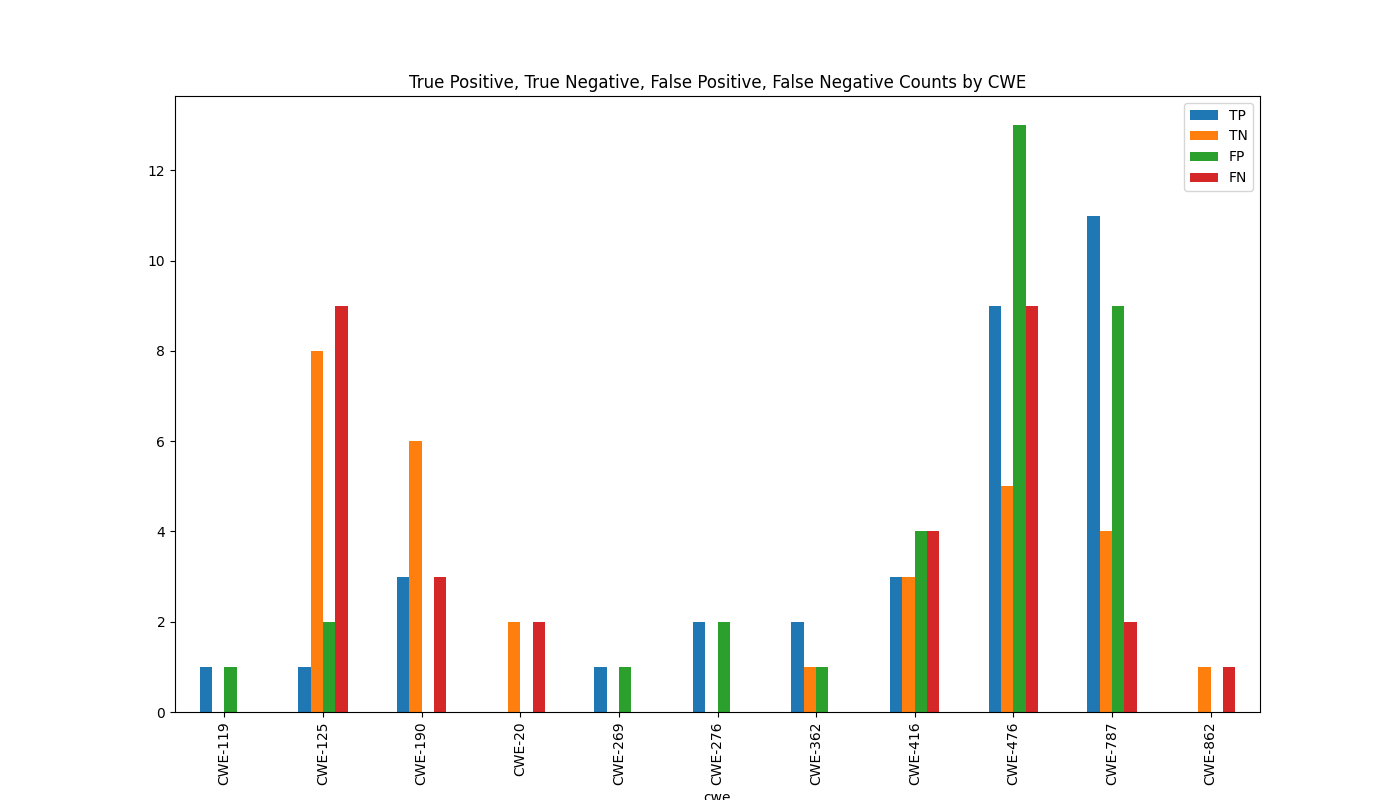 True Positive, True Negative, False Positive, False Negative Counts by CWE
TP
TN
FP
FN
12
10
8
6
4
2
0
CWE-119
CWE-125
CWE-190
CWE-20
CWE-269
CWE-276
CWE-362
CWE-416
CWE-476
CWE-787
CWE-862
cwe